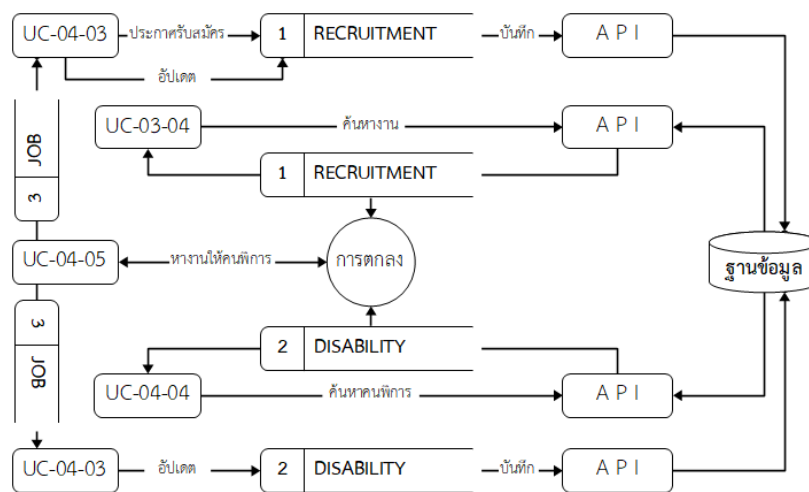 UC-04-03
ประกาศรับสมัคร
1 RECRUITMENT
บันทึก
A P I
อัปเดต
JOB
3
UC-03-04
ค้นหางาน
A P I
1 RECRUITMENT
UC-04-05
หางานให้คนพิการ
การตกลง
ฐานข้อมูล
3
JOB
2 DISABILITY
UC-04-04
ค้นหาคนพิการ
A P I
UC-04-03
อัปเดต
2 DISABILITY
บันทึก
A P I